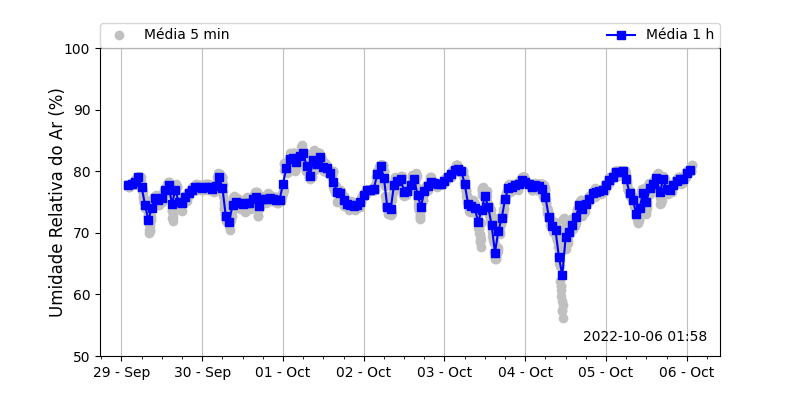 Média 5 min
Média 1 h
100
90
80
70
60
50
Umidade Relativa do Ar (%)
2022-10-06 01:58
29 - Sep
30 - Sep
01 - Oct
02 - Oct
03 - Oct
04 - Oct
05 - Oct
06 - Oct